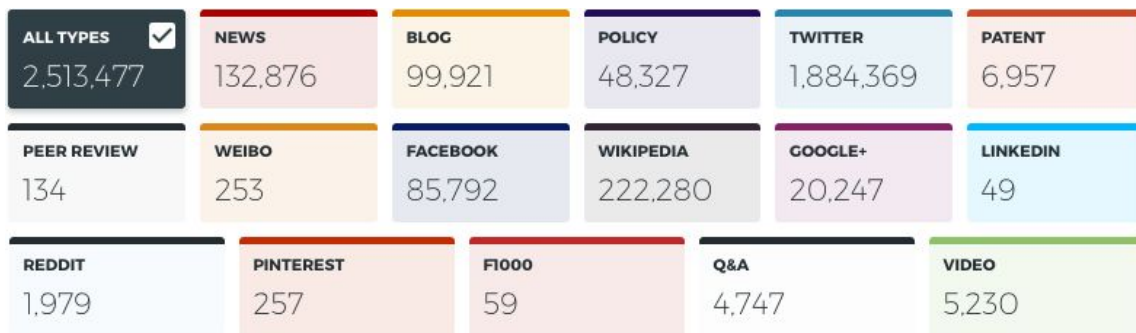 ALL TYPES NEWS BLOG POLICY TWITTER PATENT
2,513,477 132,876 99,921 48,327 1,884,369 6,957
PEER REVIEW WEIBO FACEBOOK WIKIPEDIA GOOGLE+ LINKEDIN
134 253 85,792 222,280 20,247 49
REDDIT PINTEREST F1000 Q&A VIDEO
1,979 257 59 4,747 5,230